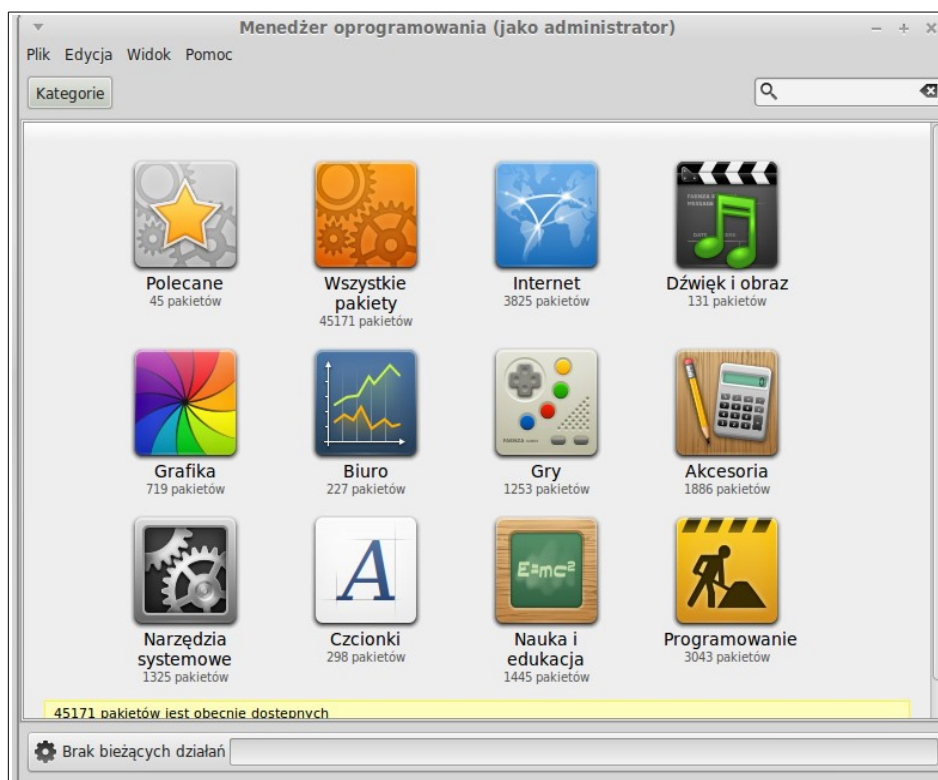 Menedżer oprogramowania (jako administrator)
Plik Edycja Widok Pomoc
Kategorie
Polecane
45 pakietów
Wszystkie
pakiety
45171 pakietów
Internet
3825 pakietów
Dźwięk i obraz
131 pakietów
Grafika
719 pakietów
Biuro
227 pakietów
Gry
1253 pakietów
Akcesoria
1886 pakietów
Narzędzia
systemowe
1325 pakietów
A
Czcionki
298 pakietów
E=mc²
Nauka i
edukacja
1445 pakietów
Programowanie
3043 pakietów
45171 pakietów jest obecnie dostępnych
Brak bieżących działań